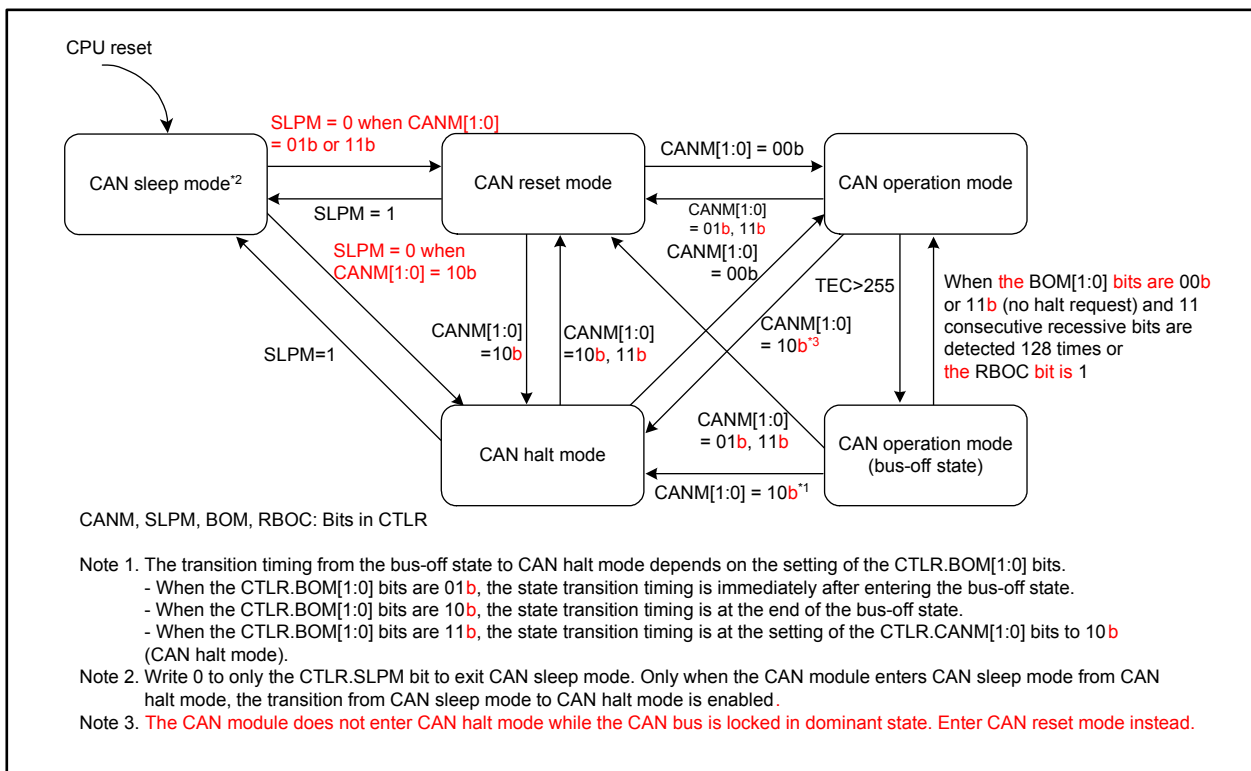 CPU reset
SLPM = 0 when CANM[1:0]
= 01b or 11b
CAN sleep mode*2
CAN reset mode
CANM[1:0] = 00b
CAN operation mode
SLPM = 1
CANM[1:0]
= 01b, 11b
SLPM = 0 when
CANM[1:0] = 10b
CANM[1:0]
= 00b
TEC>255
When the BOM[1:0] bits are 00b
or 11b (no halt request) and 11
consecutive recessive bits are
detected 128 times or
the RBOC bit is 1
SLPM=1
CANM[1:0]
=10b
CANM[1:0]
=10b, 11b
CANM[1:0]
= 10b*3
CANM[1:0]
= 01b, 11b
CAN halt mode
CAN operation mode
(bus-off state)
CANM[1:0] = 10b*1
CANM, SLPM, BOM, RBOC: Bits in CTLR
Note 1. The transition timing from the bus-off state to CAN halt mode depends on the setting of the CTLR.BOM[1:0] bits.
- When the CTLR.BOM[1:0] bits are 01b, the state transition timing is immediately after entering the bus-off state.
- When the CTLR.BOM[1:0] bits are 10b, the state transition timing is at the end of the bus-off state.
- When the CTLR.BOM[1:0] bits are 11b, the state transition timing is at the setting of the CTLR.CANM[1:0] bits to 10b
(CAN halt mode).
Note 2. Write 0 to only the CTLR.SLPM bit to exit CAN sleep mode. Only when the CAN module enters CAN sleep mode from CAN
halt mode, the transition from CAN sleep mode to CAN halt mode is enabled.
Note 3. The CAN module does not enter CAN halt mode while the CAN bus is locked in dominant state. Enter CAN reset mode instead.